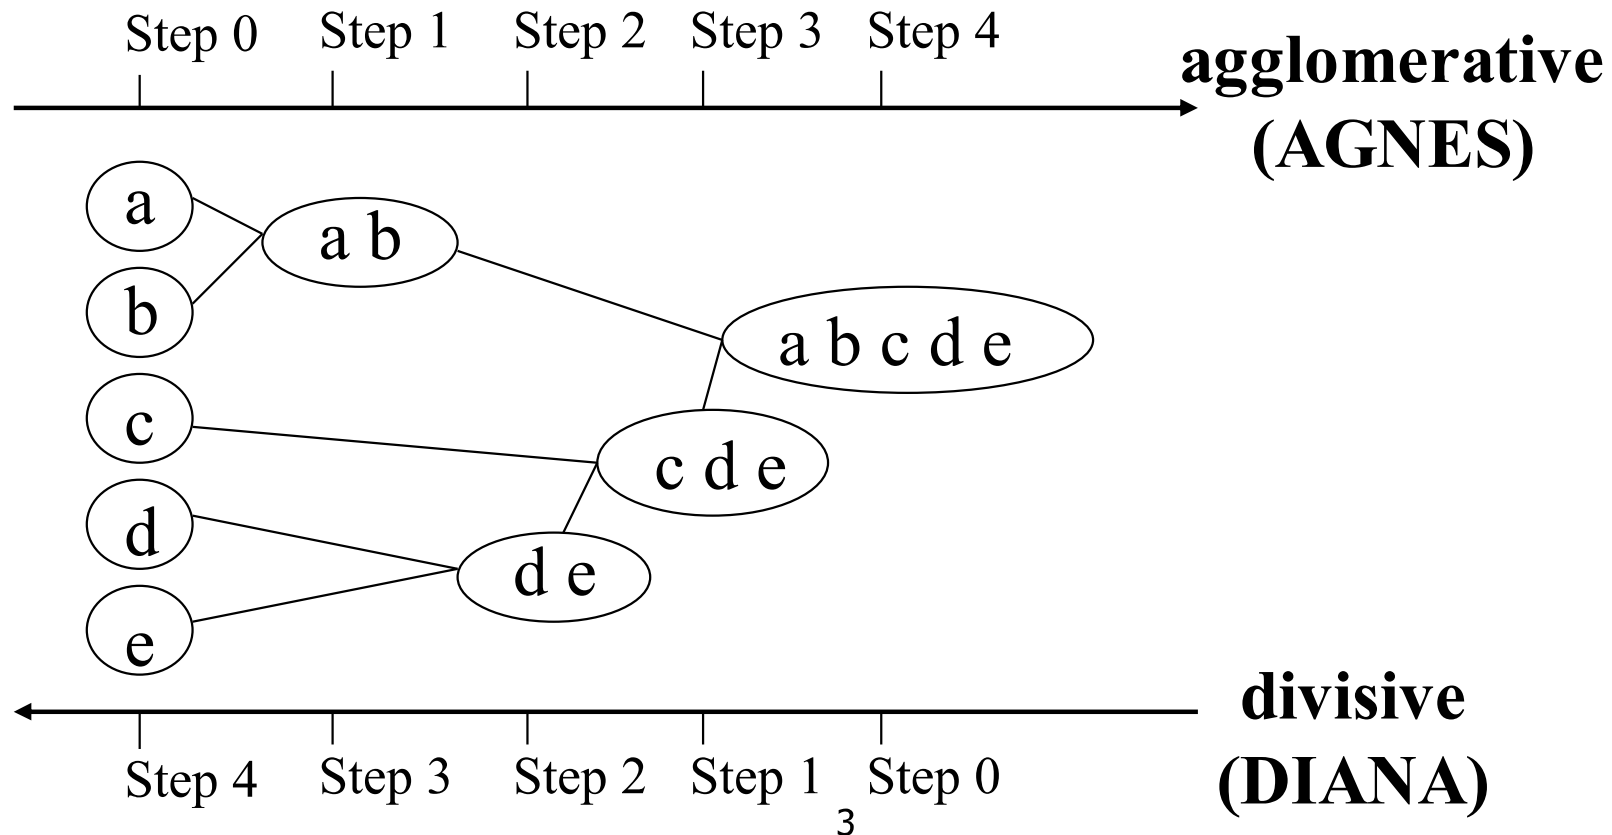 Step 0 Step 1 Step 2 Step 3 Step 4
agglomerative
(AGNES)
a
a b
b
a b c d e
c
c d e
d
d e
e
divisive
(DIANA)
Step 4 Step 3 Step 2 Step 1 Step 0
3